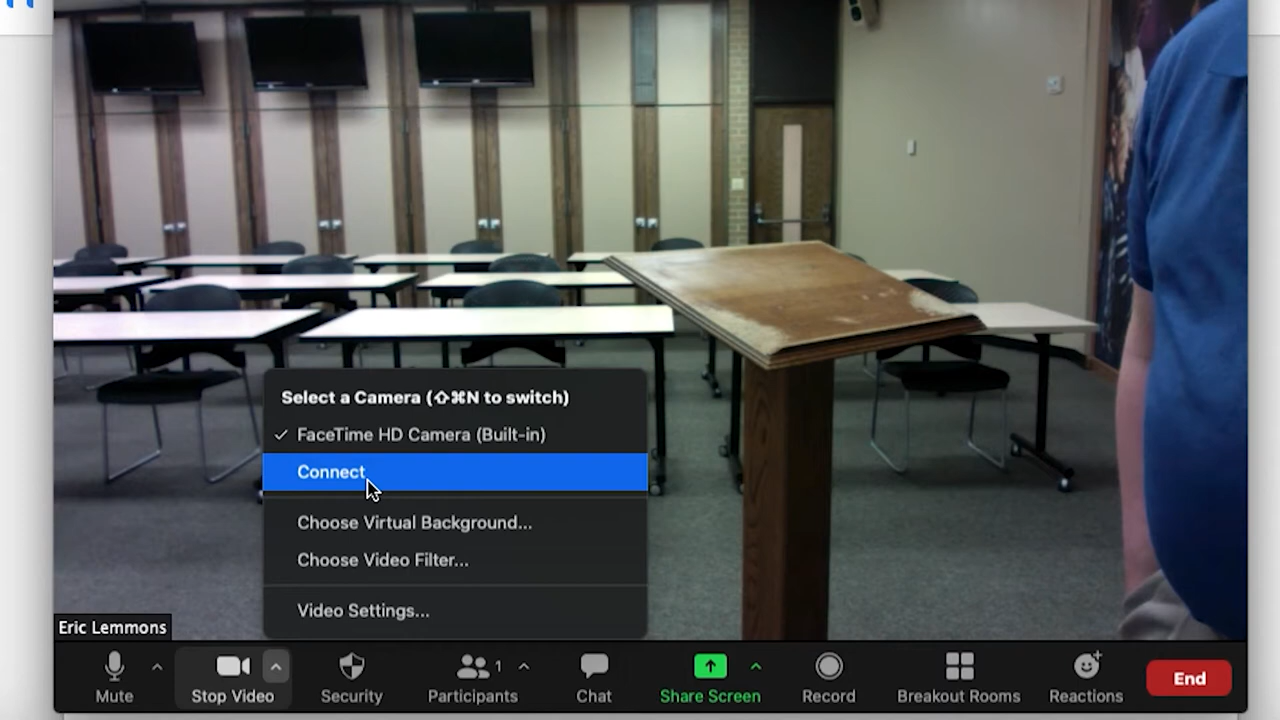 Select a Camera (⇧⌘N to switch)
✓ FaceTime HD Camera (Built-in)
Connect
Choose Virtual Background...
Choose Video Filter...
Video Settings...
Eric Lemmons
1
Mute
Stop Video
Security
Participants
Chat
Share Screen
Record
Breakout Rooms
Reactions
End